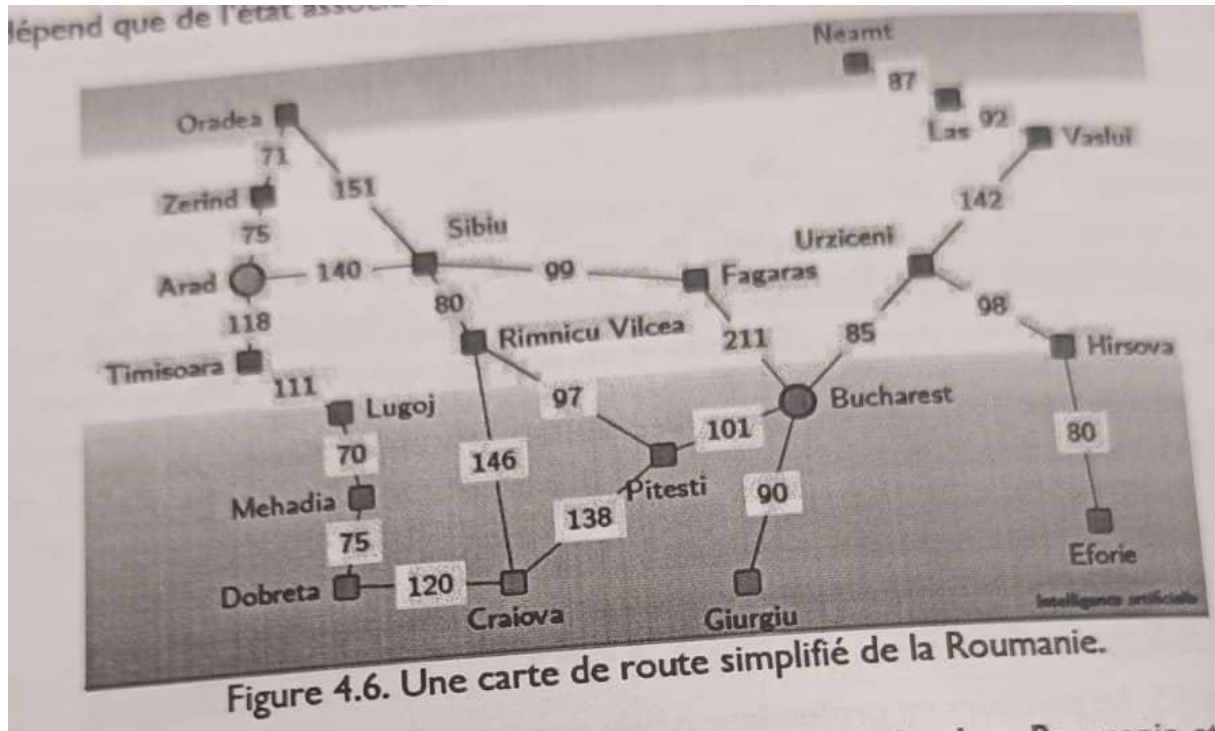 dépend que de l'état
Neamt
87
Oradea
Las 92
Vaslui
71
Zerind
151
142
75
Sibiu
Urziceni
Arad
140
99
Fagaras
80
98
118
Rimnicu Vilcea
211
85
Hirsova
Timisoara
111
Lugoj
97
Bucharest
70
101
80
146
Pitesti
Mehadia
90
138
75
Eforie
Dobreta
120
Craiova
Giurgiu
Intelligence artificielle
Figure 4.6. Une carte de route simplifié de la Roumanie.